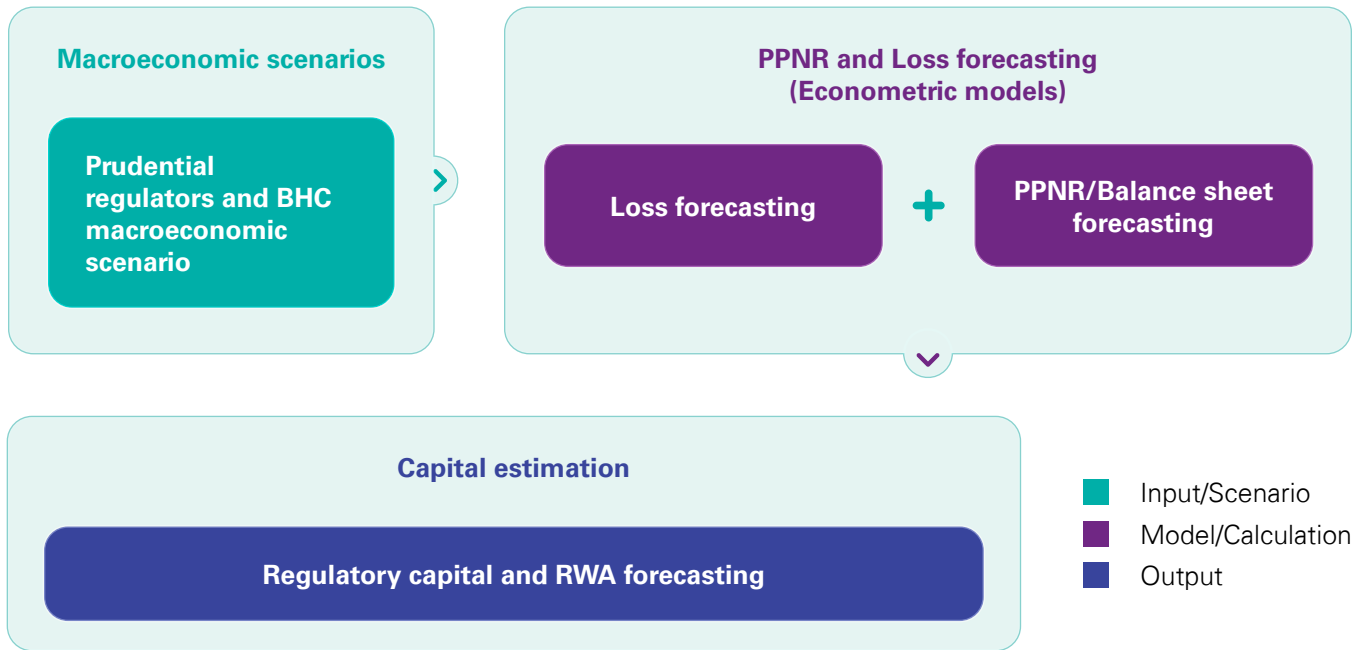 Macroeconomic scenarios
Prudential
regulators and BHC
macroeconomic
scenario
PPNR and Loss forecasting
(Econometric models)
Loss forecasting
PPNR/Balance sheet
forecasting
Capital estimation
Regulatory capital and RWA forecasting
Input/Scenario
Model/Calculation
Output